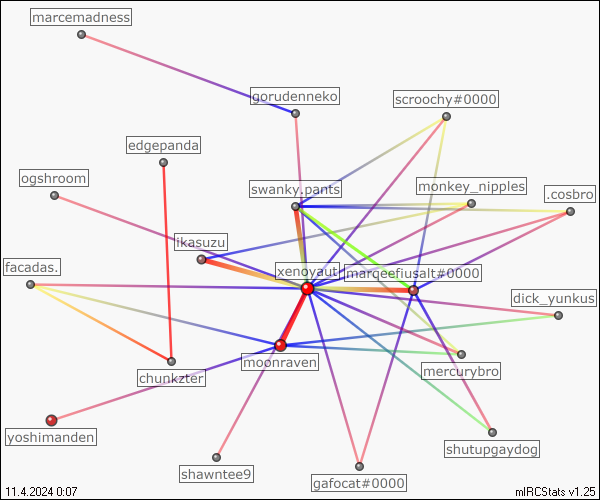 marcemadness
gorudenneko
scroochy#0000
edgepanda
ogshroom
swanky.pants
monkey_nipples
.cosbro
ikasuzu
facadas.
xenoyaut
marqeefiusalt#0000
dick_yunkus
moonraven
mercurybro
chunkzter
yoshimanden
shutupgaydog
shawntee9
gafocat#0000
11.4.2024 0:07
mIRCStats v1.25